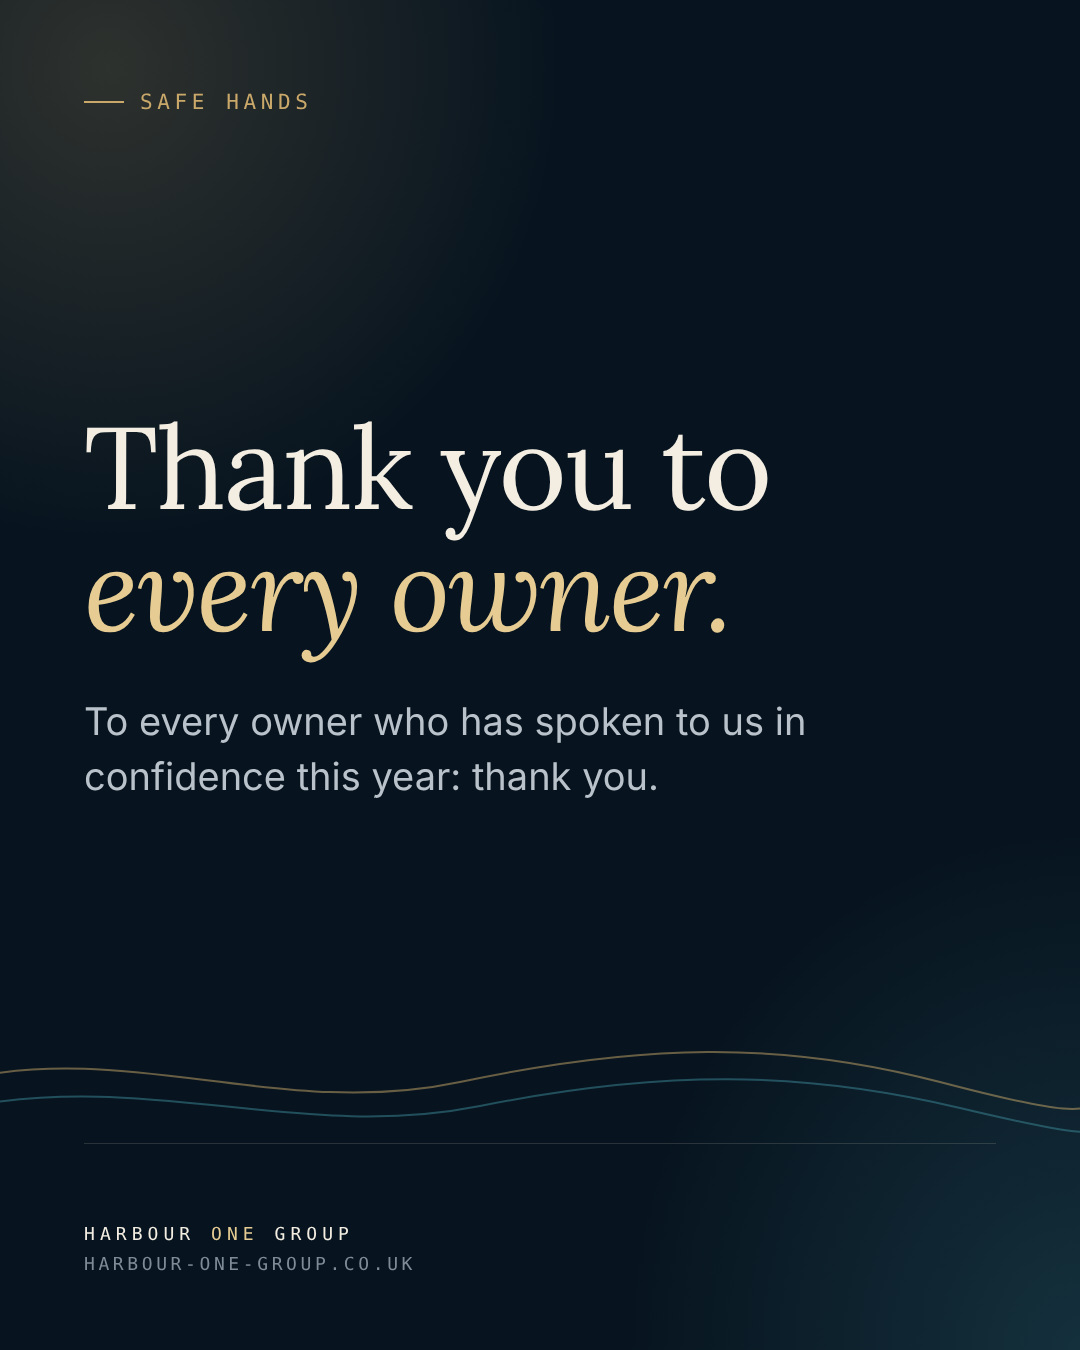 SAFE HANDS
Thank you to
every owner.
To every owner who has spoken to us in
confidence this year: thank you.
HARBOUR ONE GROUP
HARBOUR-ONE-GROUP.CO.UK